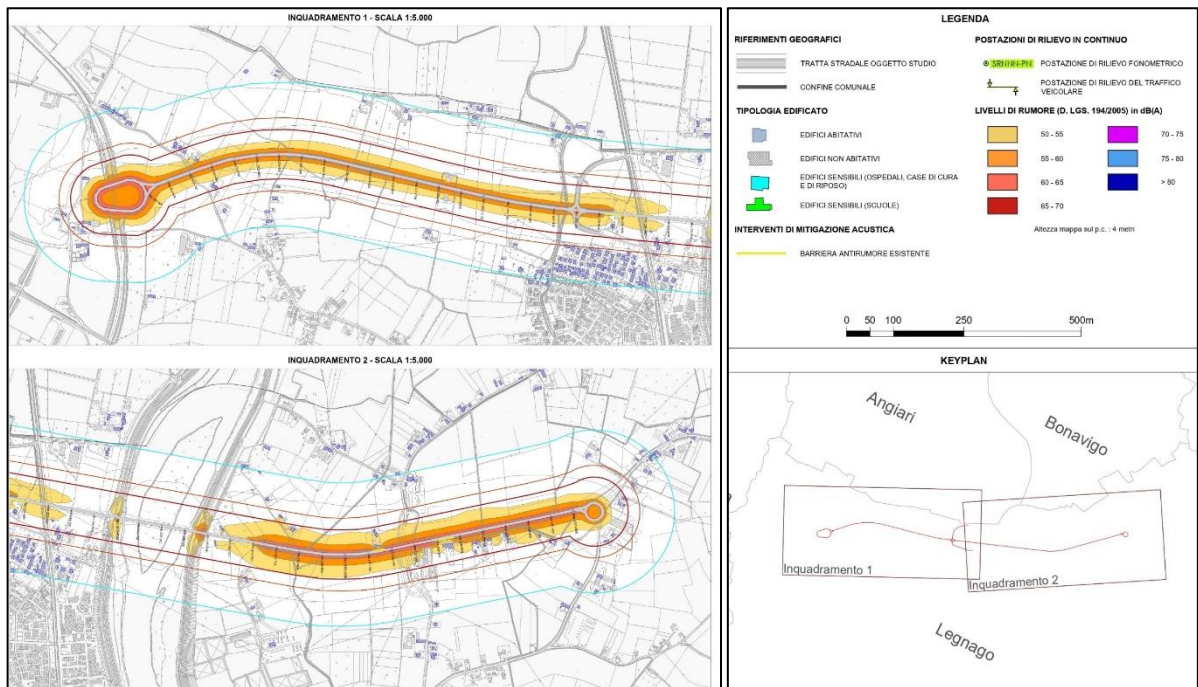 INQUADRAMENTO 1 - SCALA 1:5.000
INQUADRAMENTO 2 - SCALA 1:5.000
LEGENDA
RIFERIMENTI GEOGRAFICI
TRATTA STRADALE OGGETTO STUDIO
CONFINE COMUNALE
TIPOLOGIA EDIFICATO
EDIFICI ABITATIVI
EDIFICI NON ABITATIVI
EDIFICI SENSIBILI (OSPEDALI, CASE DI CURA
E DI RIPOSO)
EDIFICI SENSIBILI (SCUOLE)
INTERVENTI DI MITIGAZIONE ACUSTICA
BARRIERA ANTIRUMORE ESISTENTE
POSTAZIONI DI RILIEVO IN CONTINUO
SRNNN-PN
POSTAZIONE DI RILIEVO FONOMETRICO
POSTAZIONE DI RILIEVO DEL TRAFFICO
VEICOLARE
LIVELLI DI RUMORE (D. LGS. 194/2005) in dB(A)
50 - 55
55 - 60
60 - 65
65 - 70
70 - 75
75 - 80
> 80
Altezza mappa sul p.c. : 4 metri
0 50 100 250 500m
KEYPLAN
Angiari
Bonavigo
Inquadramento 1
Inquadramento 2
Legnago